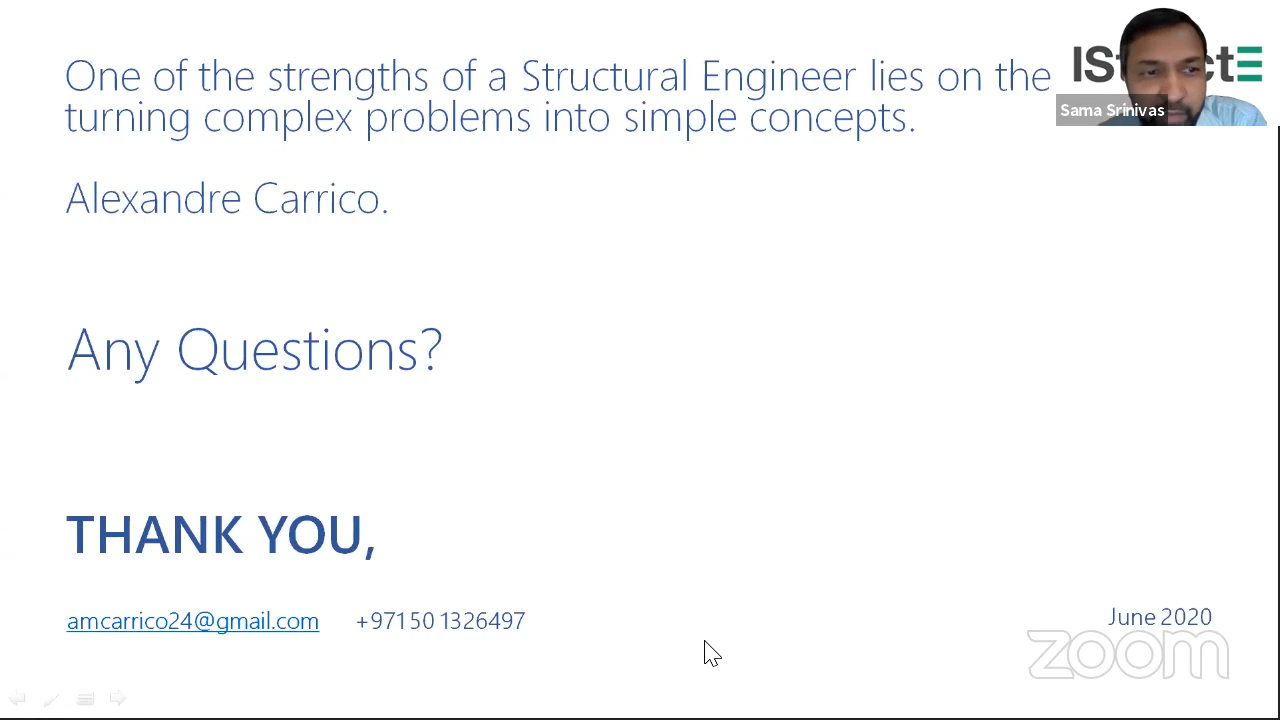 One of the strengths of a Structural Engineer lies on the
turning complex problems into simple concepts.
Sama Srinivas
Alexandre Carrico.
Any Questions?
THANK YOU,
amcarrico24@gmail.com +971 50 1326497
June 2020
zoom